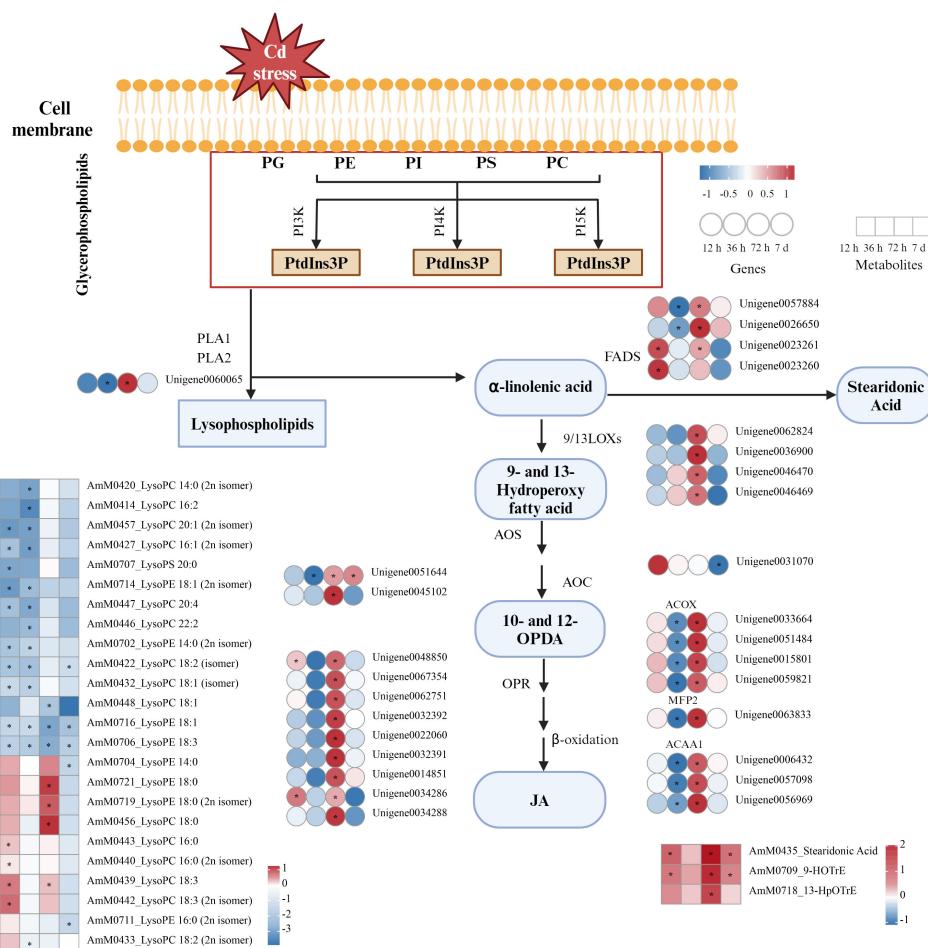 Cd
stress
Cell
membrane
Glycerophospholipids
PG PE PI PS PC
PI3K PI4K PI5K
PtdIns3P PtdIns3P PtdIns3P
-1 -0.5 0 0.5 1
12 h 36 h 72 h 7 d
Genes
12 h 36 h 72 h 7 d
Metabolites
PLA1
PLA2
Unigene0060065
Lysophospholipids
α-linolenic acid
FADS
Unigene0057884
Unigene0026650
Unigene0023261
Unigene0023260
Stearidonic
Acid
9/13LOXs
Unigene0062824
Unigene0036900
Unigene0046470
Unigene0046469
9- and 13-
Hydroperoxy
fatty acid
AOS
Unigene0051644
Unigene0045102
AOC
Unigene0031070
10- and 12-
OPDA
OPR
Unigene0048850
Unigene0067354
Unigene0062751
Unigene0032392
Unigene0022060
Unigene0032391
Unigene0014851
Unigene0034286
Unigene0034288
β-oxidation
JA
ACOX
Unigene0033664
Unigene0051484
Unigene0015801
Unigene0059821
MFP2
Unigene0063833
ACAA1
Unigene0006432
Unigene0057098
Unigene0056969
AmM0420_LysoPC 14:0 (2n isomer)
AmM0414_LysoPC 16:2
AmM0457_LysoPC 20:1 (2n isomer)
AmM0427_LysoPC 16:1 (2n isomer)
AmM0707_LysoPS 20:0
AmM0714_LysoPE 18:1 (2n isomer)
AmM0447_LysoPC 20:4
AmM0446_LysoPC 22:2
AmM0702_LysoPE 14:0 (2n isomer)
AmM0422_LysoPC 18:2 (isomer)
AmM0432_LysoPC 18:1 (isomer)
AmM0448_LysoPC 18:1
AmM0716_LysoPE 18:1
AmM0706_LysoPE 18:3
AmM0704_LysoPE 14:0
AmM0721_LysoPE 18:0
AmM0719_LysoPE 18:0 (2n isomer)
AmM0456_LysoPC 18:0
AmM0443_LysoPC 16:0
AmM0440_LysoPC 16:0 (2n isomer)
AmM0439_LysoPC 18:3
AmM0442_LysoPC 18:3 (2n isomer)
AmM0711_LysoPE 16:0 (2n isomer)
AmM0433_LysoPC 18:2 (2n isomer)
1
0
-1
-2
-3
AmM0435_Stearidonic Acid
AmM0709_9-HOTrE
AmM0718_13-HpOTrE
2
1
0
-1